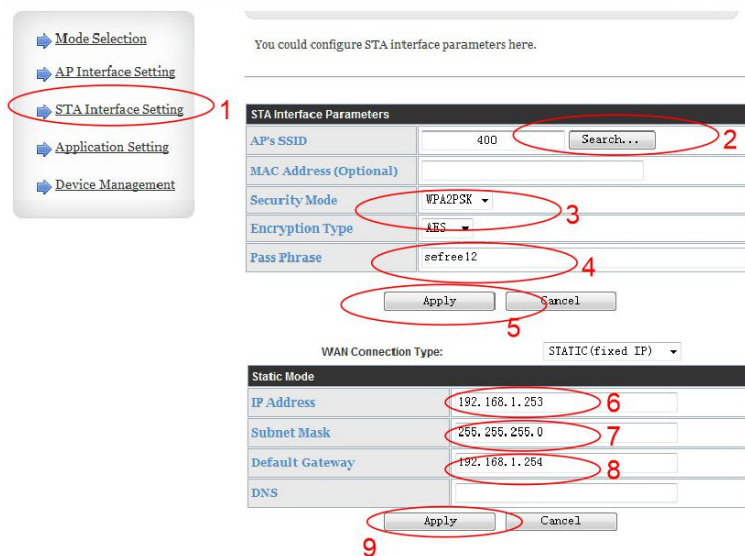 Mode Selection
AP Interface Setting
STA Interface Setting
1
Application Setting
Device Management
You could configure STA interface parameters here.
STA Interface Parameters
AP's SSID 400 Search... 2
MAC Address (Optional)
Security Mode WPA2PSK
3
Encryption Type AES
Pass Phrase sefree12
4
Apply Cancel
5
WAN Connection Type: STATIC(fixed IP)
Static Mode
IP Address 192.168.1.253 6
Subnet Mask 255.255.255.0 7
Default Gateway 192.168.1.254 8
DNS
Apply Cancel
9